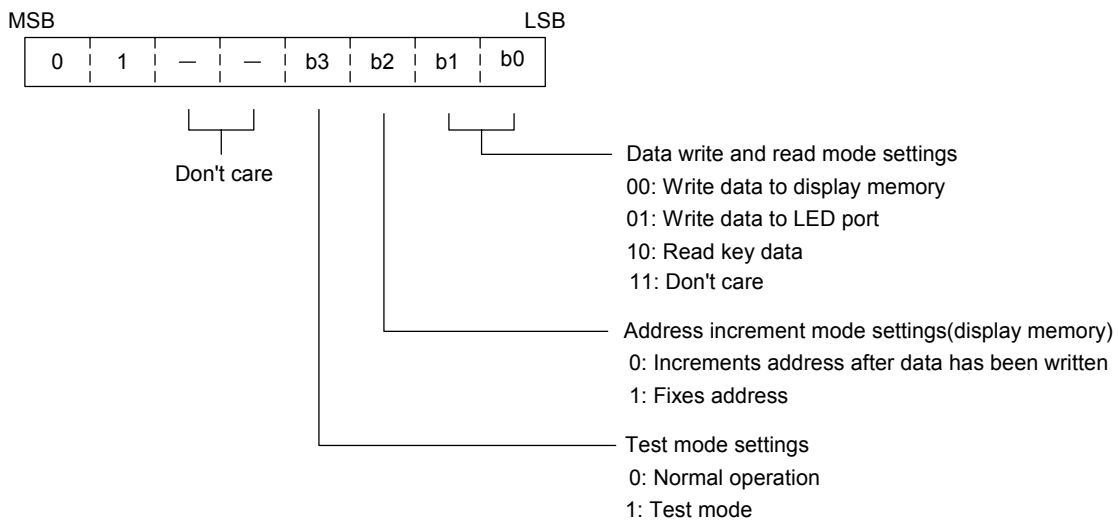 MSB LSB
0 1 — — b3 b2 b1 b0
Don't care
Data write and read mode settings
00: Write data to display memory
01: Write data to LED port
10: Read key data
11: Don't care
Address increment mode settings(display memory)
0: Increments address after data has been written
1: Fixes address
Test mode settings
0: Normal operation
1: Test mode